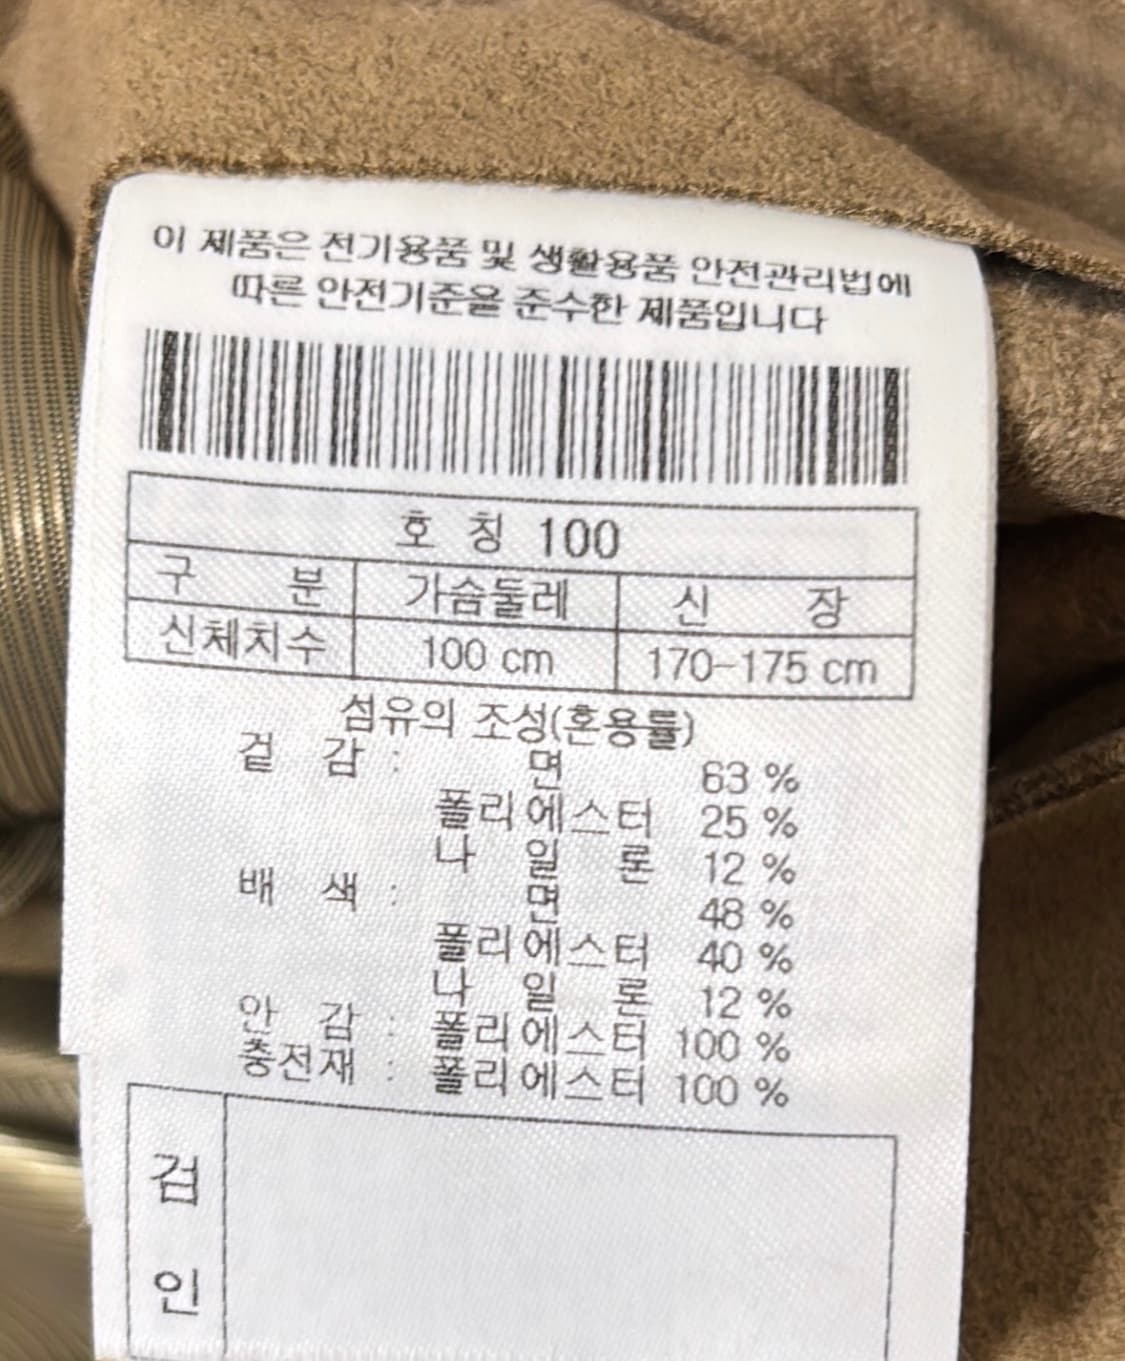 이 제품은 전기용품 및 생활용품 안전관리법에
따른 안전기준을 준수한 제품입니다
호 칭 100
구 분 가슴둘레 신 장
신체치수 100 cm 170-175 cm
섬유의 조성(혼용률)
겉 감 : 면 63 %
폴리에스터 25 %
나 일 론 12 %
배 색 : 면 48 %
폴리에스터 40 %
나 일 론 12 %
안 감 : 폴리에스터 100 %
충전재 : 폴리에스터 100 %
검
인